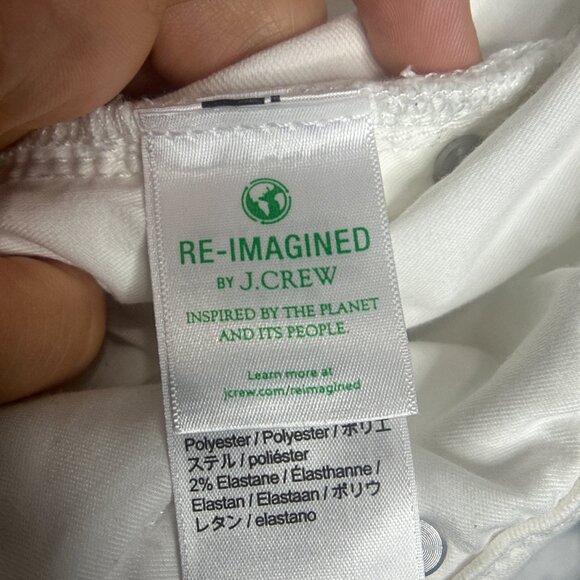 RE-IMAGINED
BY J.CREW
INSPIRED BY THE PLANET
AND ITS PEOPLE.
Learn more at
jcrew.com/reimagined
Polyester / Polyester / ポリエ
ステル / poliéster
2% Elastane / Élasthanne /
Elastan / Elastaan / ポリウ
レタン / elastano